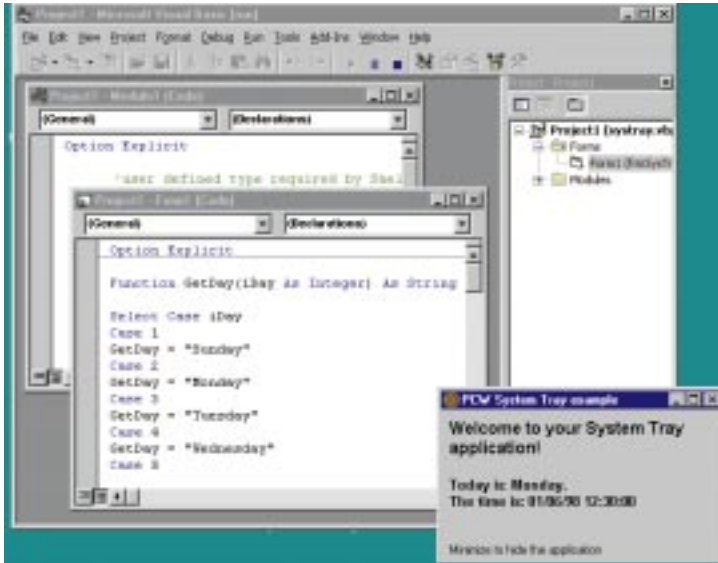 Project1 - Microsoft Visual Basic [run]
File Edit View Project Format Debug Run Tools Add-Ins Window Help
Project1 - Module1 (Code)
(General) (Declarations)
Option Explicit
'user defined type required by Shel
Project1 - Form1 (Code)
(General) (Declarations)
Option Explicit
Function GetDay(iDay As Integer) As String
Select Case iDay
Case 1
GetDay = "Sunday"
Case 2
GetDay = "Monday"
Case 3
GetDay = "Tuesday"
Case 4
GetDay = "Wednesday"
Case 5
Project - Project1
Project1 (systray.vb
Forms
Form1
Modules
PCW System Tray example
Welcome to your System Tray
application!
Today is: Monday.
The time is: 01/06/98 12:30:00
Minimize to hide the application